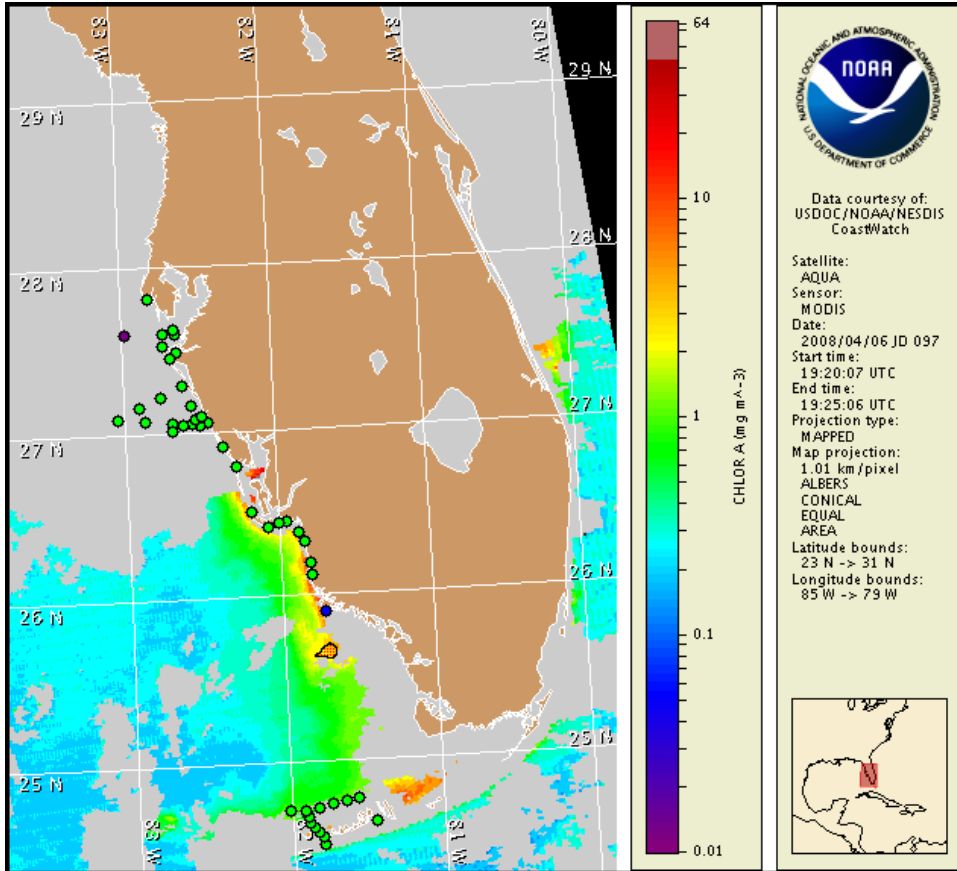 83 W
82 W
81 W
80 W
29 N
29 N
28 N
28 N
27 N
27 N
26 N
26 N
25 N
25 N
83 W
82 W
81 W
64
10
1
0.1
0.01
CHLOR A (mg m^-3)
NATIONAL OCEANIC AND ATMOSPHERIC ADMINISTRATION
NOAA
U.S. DEPARTMENT OF COMMERCE
Data courtesy of:
USDOC/NOAA/NESDIS
CoastWatch
Satellite:
AQUA
Sensor:
MODIS
Date:
2008/04/06 JD 097
Start time:
19:20:07 UTC
End time:
19:25:06 UTC
Projection type:
MAPPED
Map projection:
1.01 km/pixel
ALBERS
CONICAL
EQUAL
AREA
Latitude bounds:
23 N -> 31 N
Longitude bounds:
85 W -> 79 W